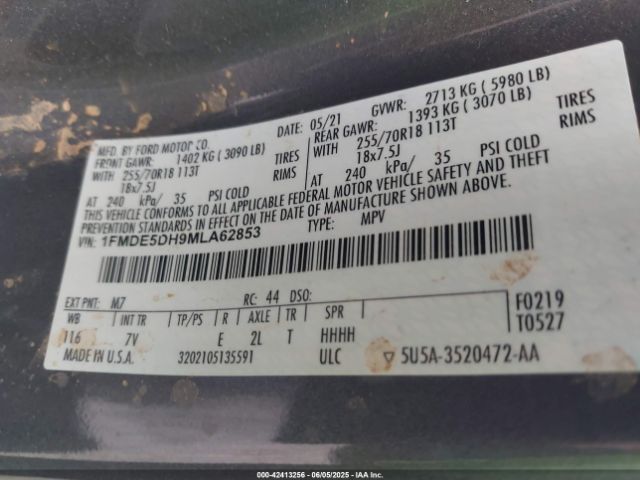 MFD. BY FORD MOTOR CO.
DATE: 05/21 GVWR: 2713 KG ( 5980 LB)
FRONT GAWR: 1402 KG ( 3090 LB) REAR GAWR: 1393 KG ( 3070 LB)
WITH 255/70R18 113T TIRES WITH 255/70R18 113T TIRES
18x7.5J RIMS 18x7.5J RIMS
AT 240 kPa/ 35 PSI COLD AT 240 kPa/ 35 PSI COLD
THIS VEHICLE CONFORMS TO ALL APPLICABLE FEDERAL MOTOR VEHICLE SAFETY AND THEFT
PREVENTION STANDARDS IN EFFECT ON THE DATE OF MANUFACTURE SHOWN ABOVE.
VIN: 1FMDE5DH9MLA62853 TYPE: MPV
EXT PNT: M7 RC: 44 DSO: F0219
WB INT TR TP/PS R AXLE TR SPR T0527
116 7V E 2L T HHHH
MADE IN U.S.A. 3202105135591 ULC ▽ 5U5A-3520472-AA
00-42413256 | 06/05/2025 - IAA Inc.